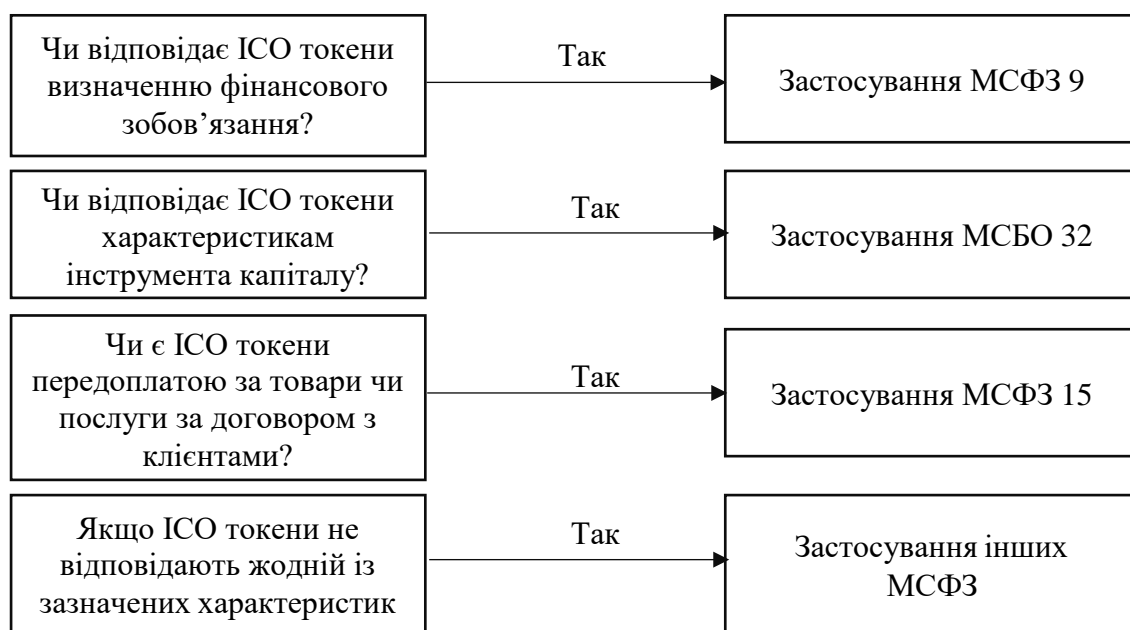 Чи відповідає ICO токени
визначенню фінансового
зобов’язання?
Так
Застосування МСФЗ 9
Чи відповідає ICO токени
характеристикам
інструмента капіталу?
Так
Застосування МСБО 32
Чи є ICO токени
передоплатою за товари чи
послуги за договором з
клієнтами?
Так
Застосування МСФЗ 15
Якщо ICO токени не
відповідають жодній із
зазначених характеристик
Так
Застосування інших
МСФЗ